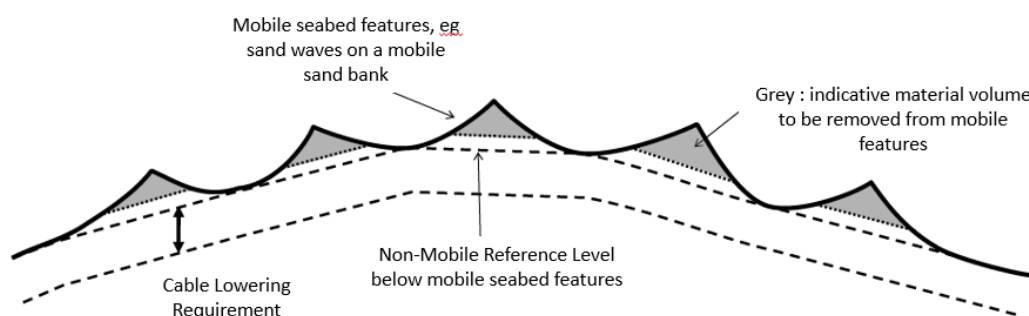 Mobile seabed features, eg
sand waves on a mobile
sand bank
Grey : indicative material volume
to be removed from mobile
features
Non-Mobile Reference Level
below mobile seabed features
Cable Lowering
Requirement